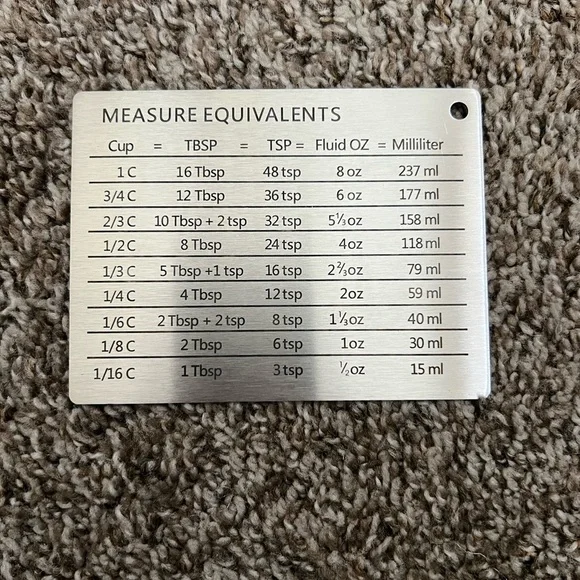 MEASURE EQUIVALENTS
Cup = TBSP = TSP = Fluid OZ = Milliliter
1 C 16 Tbsp 48 tsp 8 oz 237 ml
3/4 C 12 Tbsp 36 tsp 6 oz 177 ml
2/3 C 10 Tbsp + 2 tsp 32 tsp 5⅓oz 158 ml
1/2 C 8 Tbsp 24 tsp 4oz 118 ml
1/3 C 5 Tbsp +1 tsp 16 tsp 2⅔oz 79 ml
1/4 C 4 Tbsp 12 tsp 2oz 59 ml
1/6 C 2 Tbsp + 2 tsp 8 tsp 1⅓oz 40 ml
1/8 C 2 Tbsp 6 tsp 1oz 30 ml
1/16 C 1 Tbsp 3 tsp ½oz 15 ml